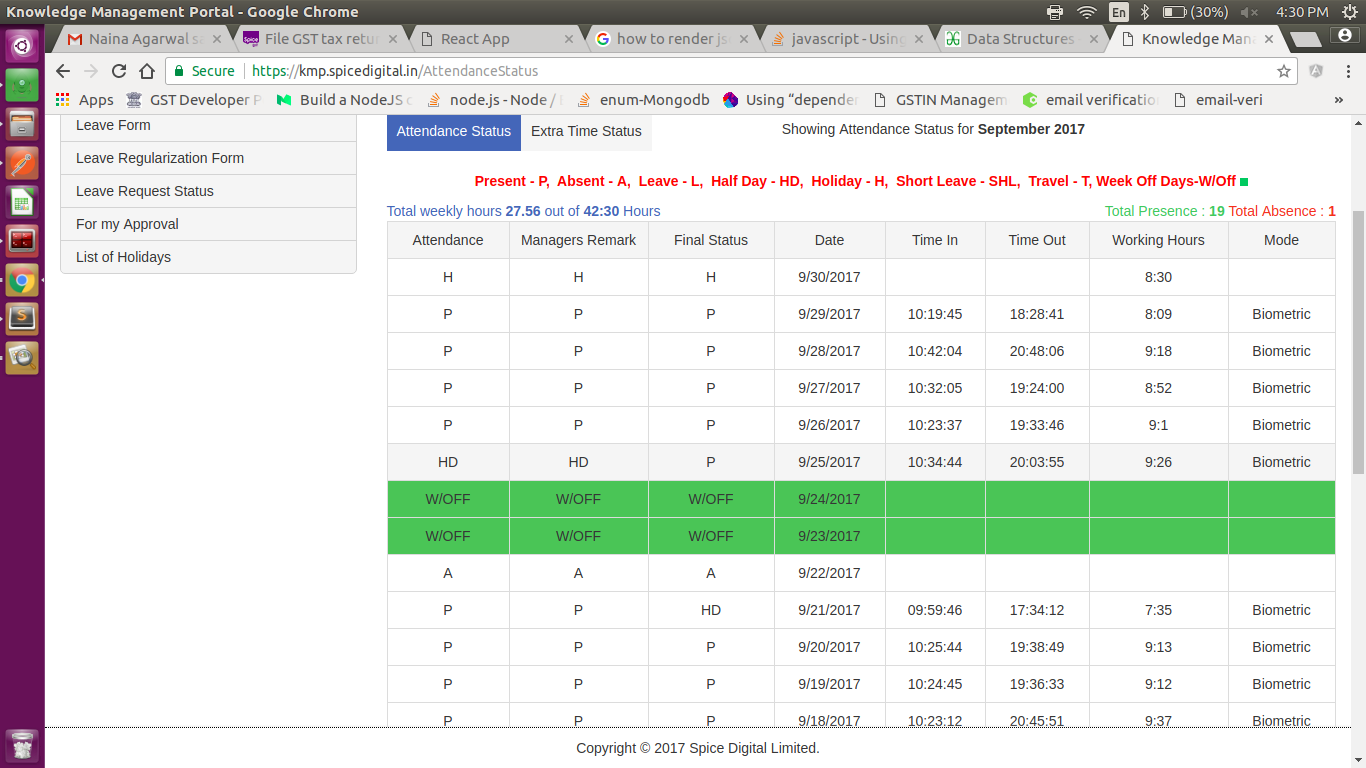 Knowledge Management Portal - Google Chrome
En (30%) 4:30 PM
Naina Agarwal File GST tax retu React App how to render js javascript - Using Data Structures Knowledge Man
Secure https://kmp.spicedigital.in/AttendanceStatus
Apps GST Developer P Build a NodeJS node.js - Node / enum-Mongodb Using “depende GSTIN Managem email verificatio email-veri »
Leave Form
Leave Regularization Form
Leave Request Status
For my Approval
List of Holidays
Attendance Status Extra Time Status Showing Attendance Status for September 2017
Present - P, Absent - A, Leave - L, Half Day - HD, Holiday - H, Short Leave - SHL, Travel - T, Week Off Days-W/Off
Total weekly hours 27.56 out of 42:30 Hours Total Presence : 19 Total Absence : 1
Attendance Managers Remark Final Status Date Time In Time Out Working Hours Mode
H H H 9/30/2017 8:30
P P P 9/29/2017 10:19:45 18:28:41 8:09 Biometric
P P P 9/28/2017 10:42:04 20:48:06 9:18 Biometric
P P P 9/27/2017 10:32:05 19:24:00 8:52 Biometric
P P P 9/26/2017 10:23:37 19:33:46 9:1 Biometric
HD HD P 9/25/2017 10:34:44 20:03:55 9:26 Biometric
W/OFF W/OFF W/OFF 9/24/2017
W/OFF W/OFF W/OFF 9/23/2017
A A A 9/22/2017
P P HD 9/21/2017 09:59:46 17:34:12 7:35 Biometric
P P P 9/20/2017 10:25:44 19:38:49 9:13 Biometric
P P P 9/19/2017 10:24:45 19:36:33 9:12 Biometric
P P P 9/18/2017 10:23:12 20:45:51 9:37 Biometric
Copyright © 2017 Spice Digital Limited.